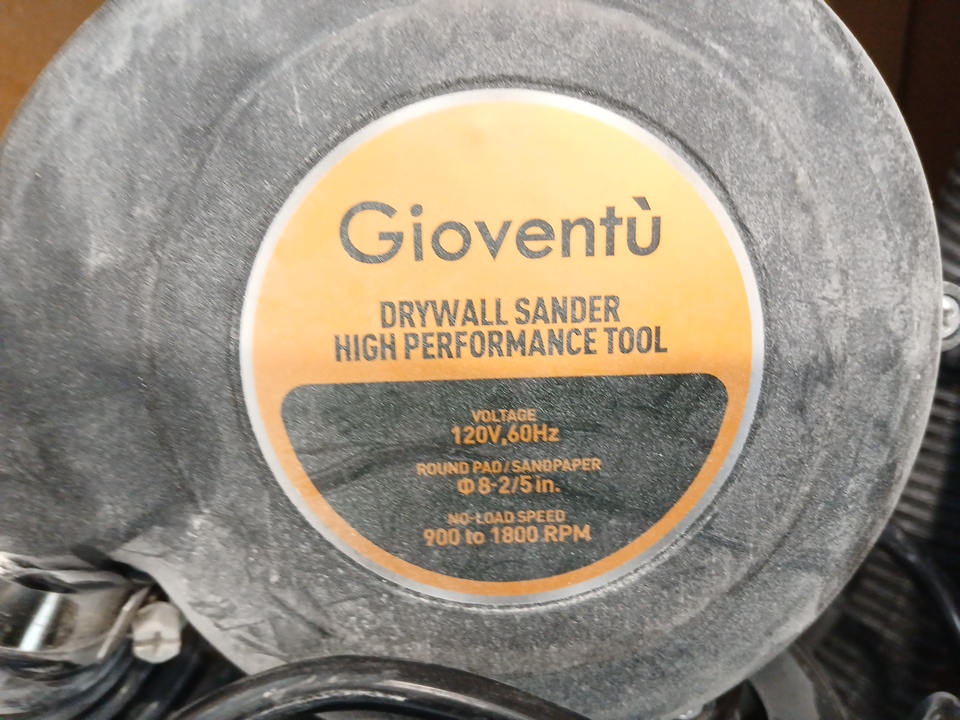 Gioventù
DRYWALL SANDER
HIGH PERFORMANCE TOOL
VOLTAGE
120V,60Hz
ROUND PAD/SANDPAPER
Φ8-2/5 in.
NO-LOAD SPEED
900 to 1800 RPM